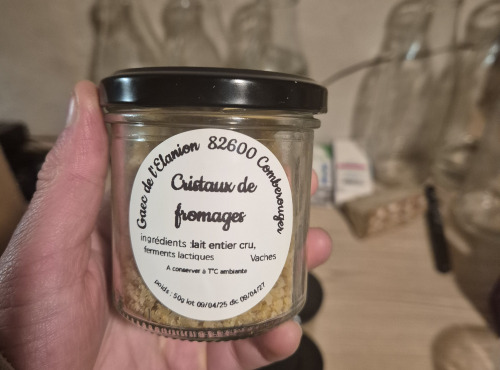 Gaec de l'Elanion 82600 Comberouger
Cristaux de
fromages
ingrédients :lait entier cru,
ferments lactiques Vaches
A conserver à T°C ambiante
poids : 50g lot 09/04/25 dlc 09/04/27